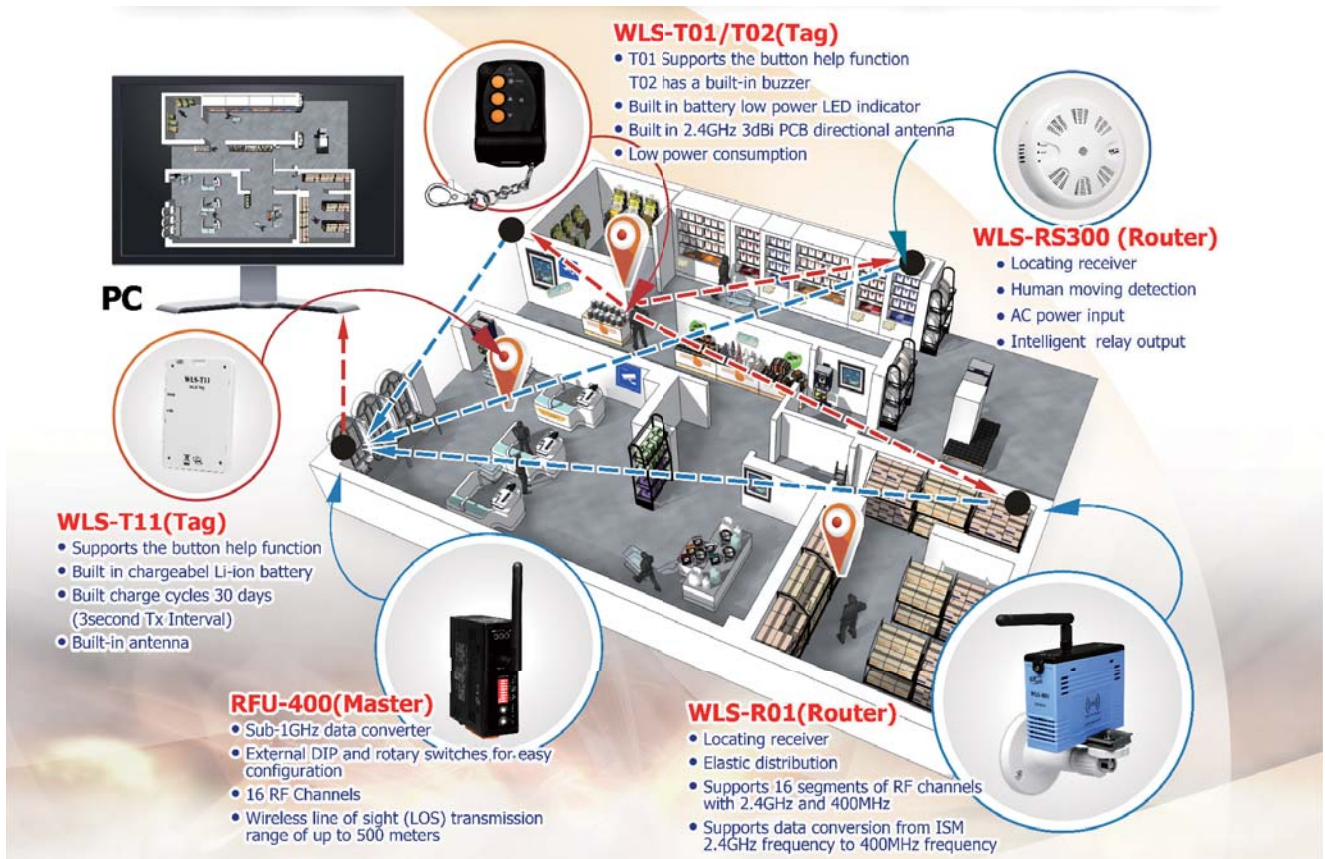 WLS-T01/T02(Tag)
• T01 Supports the button help function
T02 has a built-in buzzer
• Built in battery low power LED indicator
• Built in 2.4GHz 3dBi PCB directional antenna
• Low power consumption
WLS-RS300 (Router)
• Locating receiver
• Human moving detection
• AC power input
• Intelligent relay output
PC
WLS-T11
WLS-T11(Tag)
• Supports the button help function
• Built in chargeabel Li-ion battery
• Built charge cycles 30 days
(3second Tx Interval)
• Built-in antenna
RFU-400(Master)
• Sub-1GHz data converter
• External DIP and rotary switches for easy
configuration
• 16 RF Channels
• Wireless line of sight (LOS) transmission
range of up to 500 meters
WLS-R01(Router)
• Locating receiver
• Elastic distribution
• Supports 16 segments of RF channels
with 2.4GHz and 400MHz
• Supports data conversion from ISM
2.4GHz frequency to 400MHz frequency